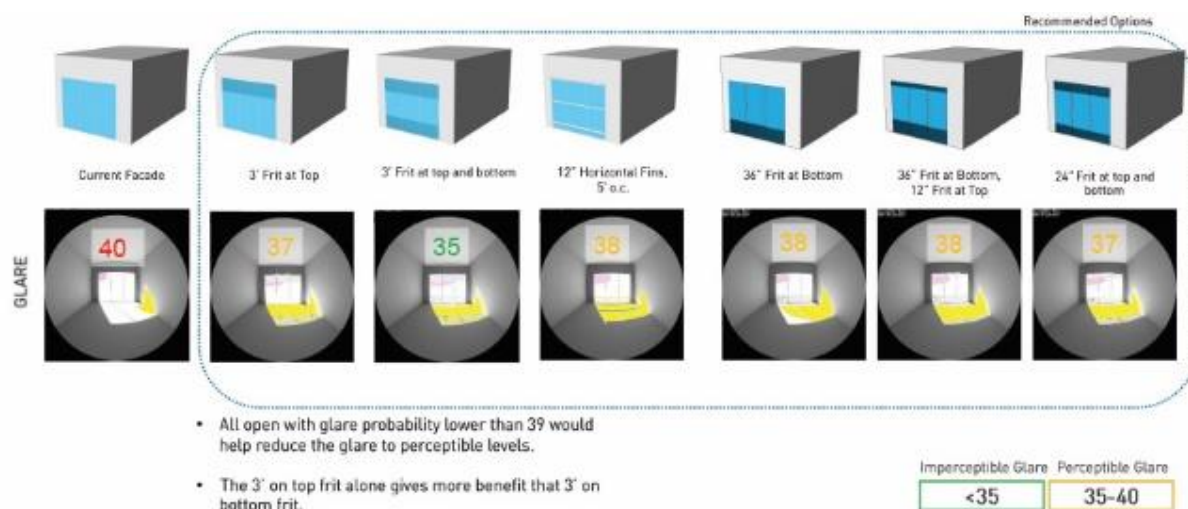 Recommended Options
Current Facade
3' Frit at Top
3' Frit at top and bottom
12" Horizontal Fins,
5' o.c.
36" Frit at Bottom
36" Frit at Bottom,
12" Frit at Top
24" Frit at top and
bottom
GLARE
40
37
35
38
38
38
37
• All open with glare probability lower than 39 would
help reduce the glare to perceptible levels.
• The 3' on top frit alone gives more benefit that 3' on
bottom frit.
Imperceptible Glare Perceptible Glare
<35 35-40